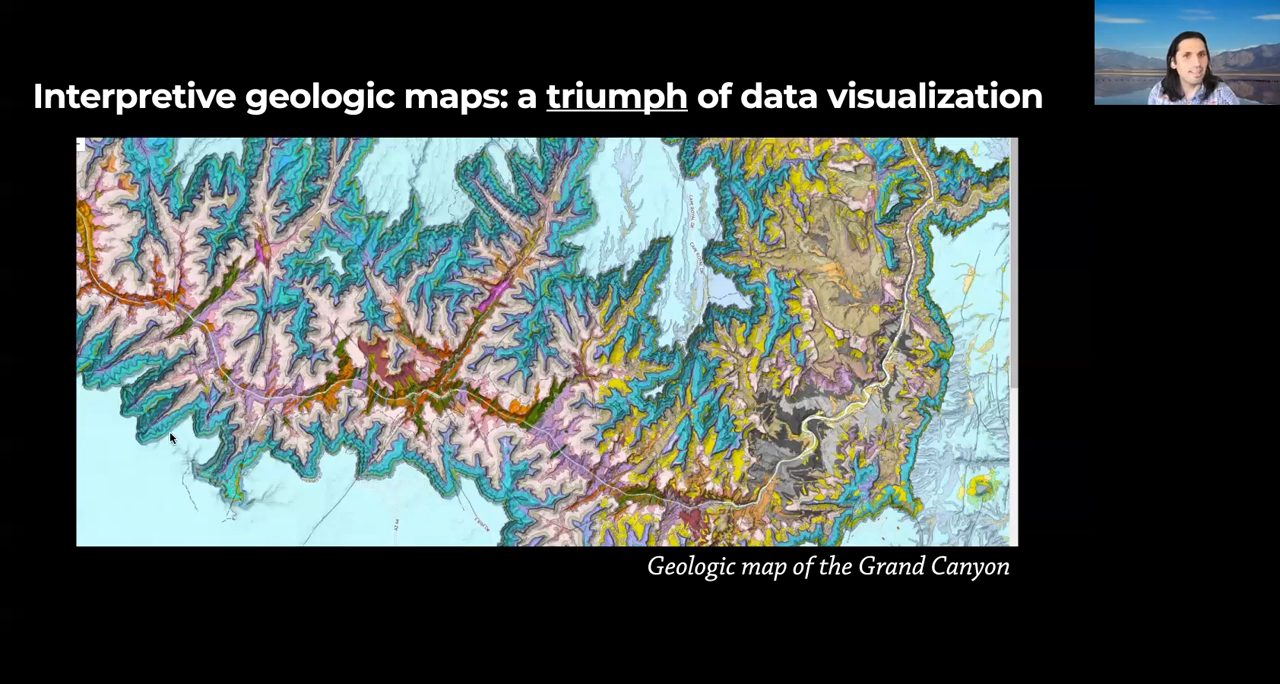 Interpretive geologic maps: a triumph of data visualization
Geologic map of the Grand Canyon